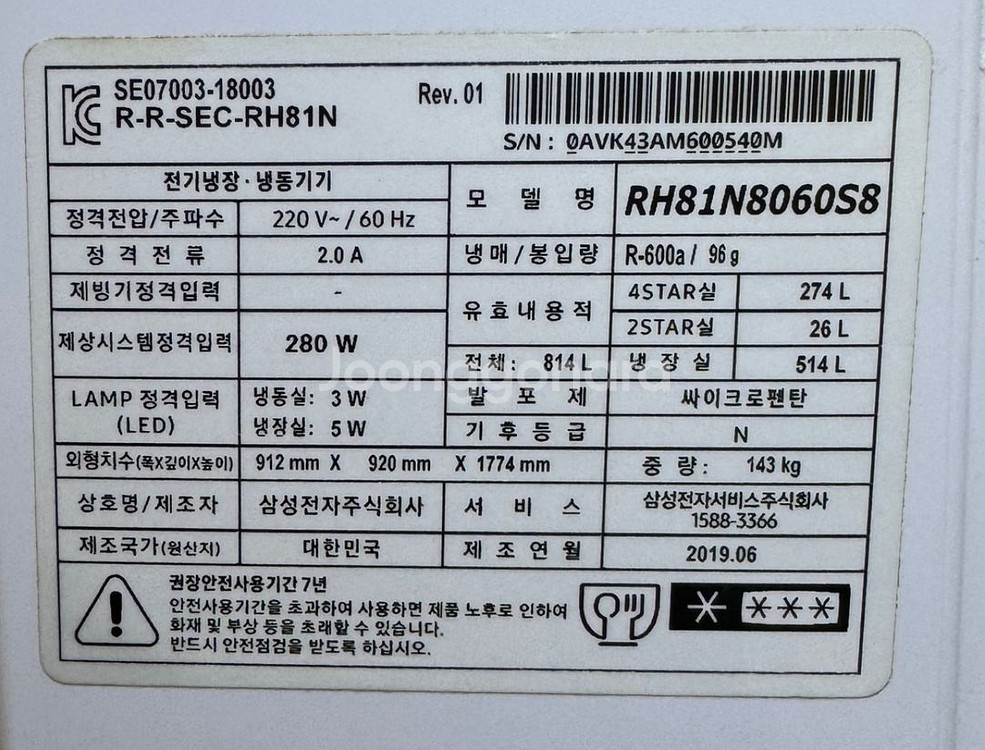 SE07003-18003
R-R-SEC-RH81N
Rev. 01
S/N : 0AVK43AM600540M
전기냉장·냉동기기
모 델 명 RH81N8060S8
정격전압/주파수 220 V~ / 60 Hz
정 격 전 류 2.0 A
냉 매 / 봉 입 량 R-600a / 96 g
제빙기정격입력 -
유 효 내 용 적 4STAR실 274 L
2STAR실 26 L
제상시스템정격입력 280 W
전 체 : 814 L 냉 장 실 514 L
LAMP 정격입력
(LED)
냉동실: 3 W
냉장실: 5 W
발 포 제 싸이크로펜탄
기 후 등 급 N
외형치수(폭X깊이X높이) 912 mm X 920 mm X 1774 mm
중 량 : 143 kg
상호명/제조자 삼성전자주식회사
서 비 스 삼성전자서비스주식회사
1588-3366
제조국가(원산지) 대한민국
제 조 연 월 2019.06
권장안전사용기간 7년
안전사용기간을 초과하여 사용하면 제품 노후로 인하여
화재 및 부상 등을 초래할 수 있습니다.
반드시 안전점검을 받도록 하십시오.
Joonggonara